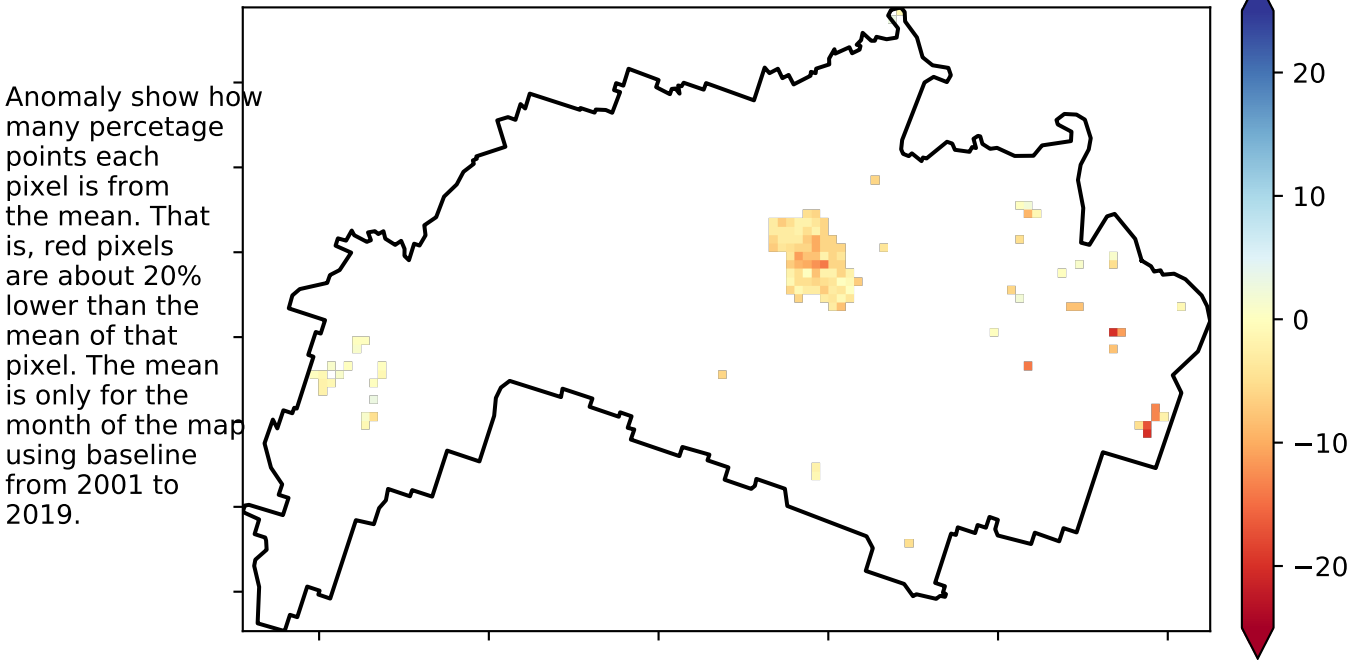 Anomaly show how
many percetage
points each
pixel is from
the mean. That
is, red pixels
are about 20%
lower than the
mean of that
pixel. The mean
is only for the
month of the map
using baseline
from 2001 to
2019.
20
10
0
−10
−20